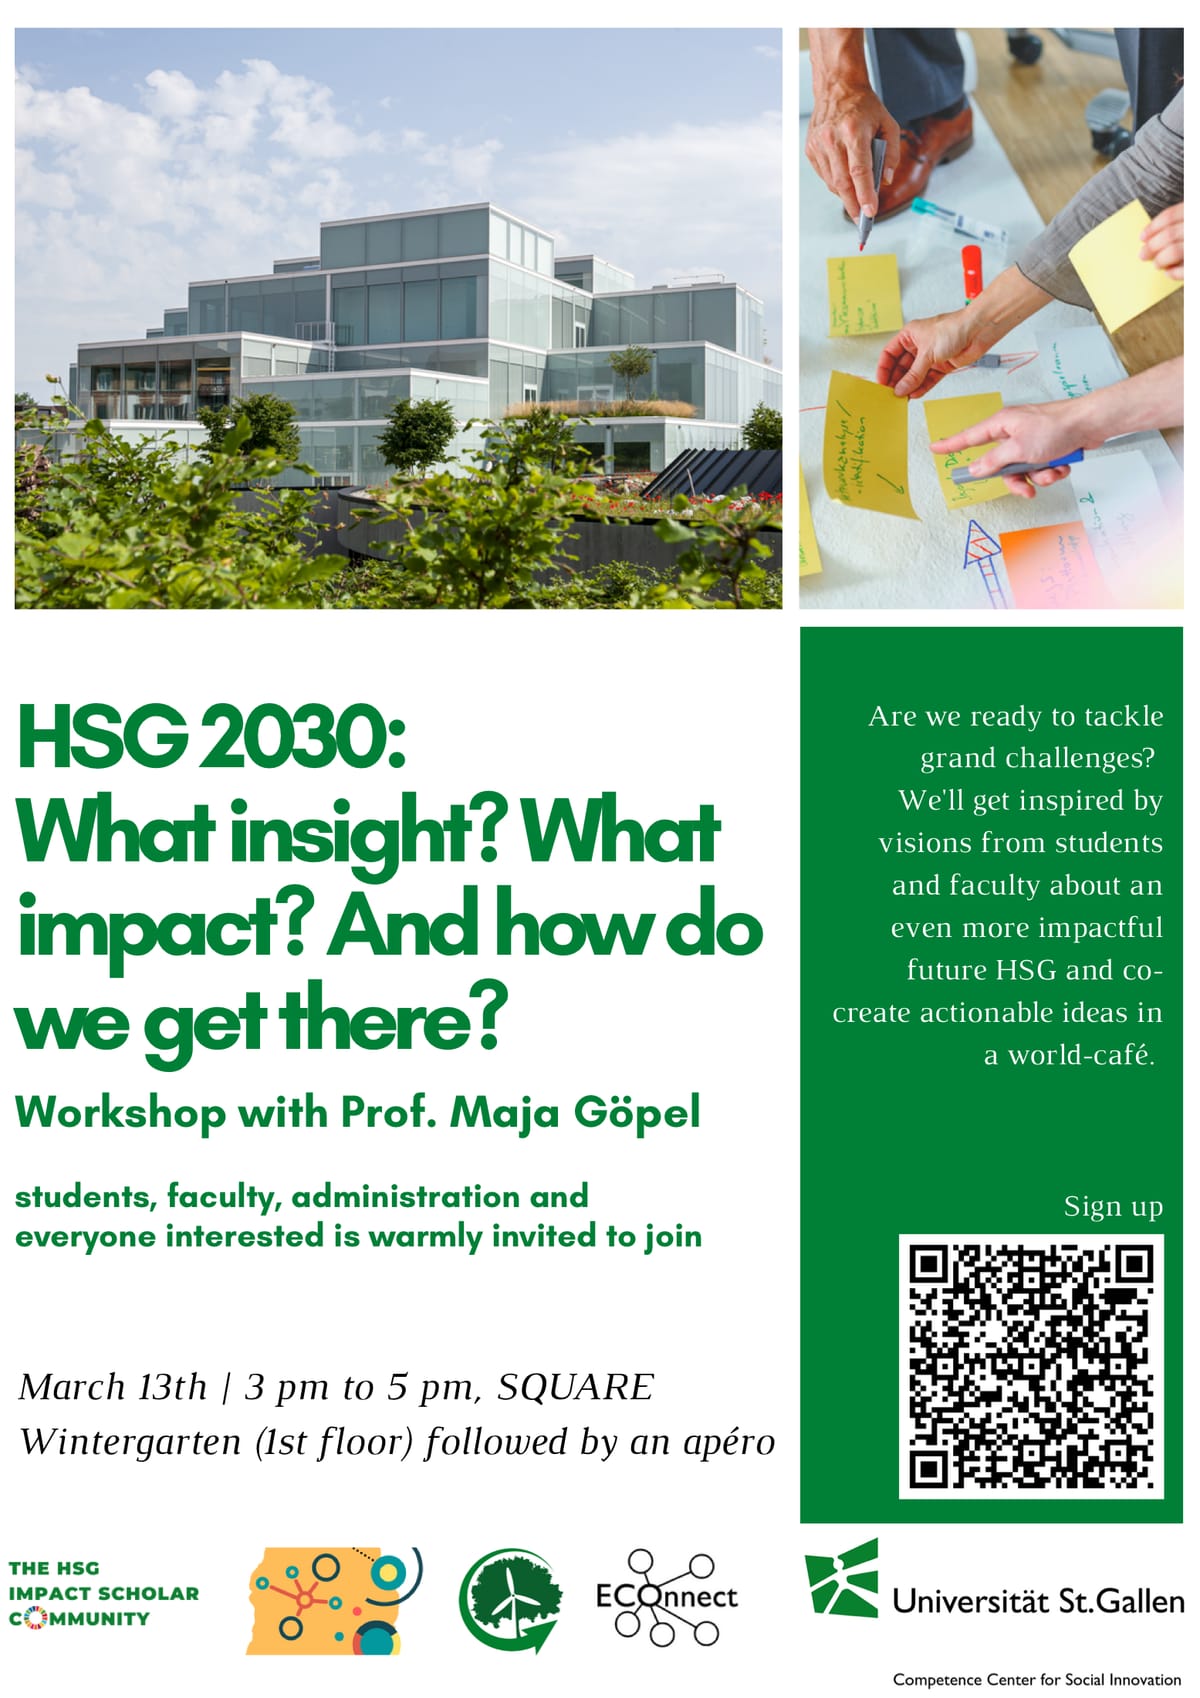 HSG 2030:
What insight? What
impact? And how do
we get there?
Workshop with Prof. Maja Göpel
students, faculty, administration and
everyone interested is warmly invited to join
March 13th | 3 pm to 5 pm, SQUARE
Wintergarten (1st floor) followed by an apéro
Are we ready to tackle
grand challenges?
We'll get inspired by
visions from students
and faculty about an
even more impactful
future HSG and co-
create actionable ideas in
a world-café.
Sign up
THE HSG
IMPACT SCHOLAR
COMMUNITY
ECOnnect
Universität St.Gallen
Competence Center for Social Innovation